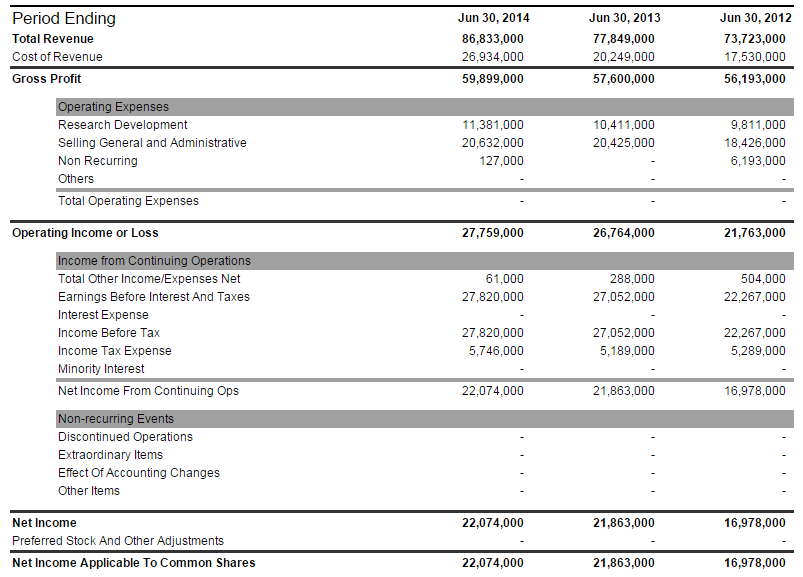 Period Ending Jun 30, 2014 Jun 30, 2013 Jun 30, 2012
Total Revenue 86,833,000 77,849,000 73,723,000
Cost of Revenue 26,934,000 20,249,000 17,530,000
Gross Profit 59,899,000 57,600,000 56,193,000
Operating Expenses
Research Development 11,381,000 10,411,000 9,811,000
Selling General and Administrative 20,632,000 20,425,000 18,426,000
Non Recurring 127,000 - 6,193,000
Others - - -
Total Operating Expenses - - -
Operating Income or Loss 27,759,000 26,764,000 21,763,000
Income from Continuing Operations
Total Other Income/Expenses Net 61,000 288,000 504,000
Earnings Before Interest And Taxes 27,820,000 27,052,000 22,267,000
Interest Expense - - -
Income Before Tax 27,820,000 27,052,000 22,267,000
Income Tax Expense 5,746,000 5,189,000 5,289,000
Minority Interest - - -
Net Income From Continuing Ops 22,074,000 21,863,000 16,978,000
Non-recurring Events
Discontinued Operations - - -
Extraordinary Items - - -
Effect Of Accounting Changes - - -
Other Items - - -
Net Income 22,074,000 21,863,000 16,978,000
Preferred Stock And Other Adjustments - - -
Net Income Applicable To Common Shares 22,074,000 21,863,000 16,978,000